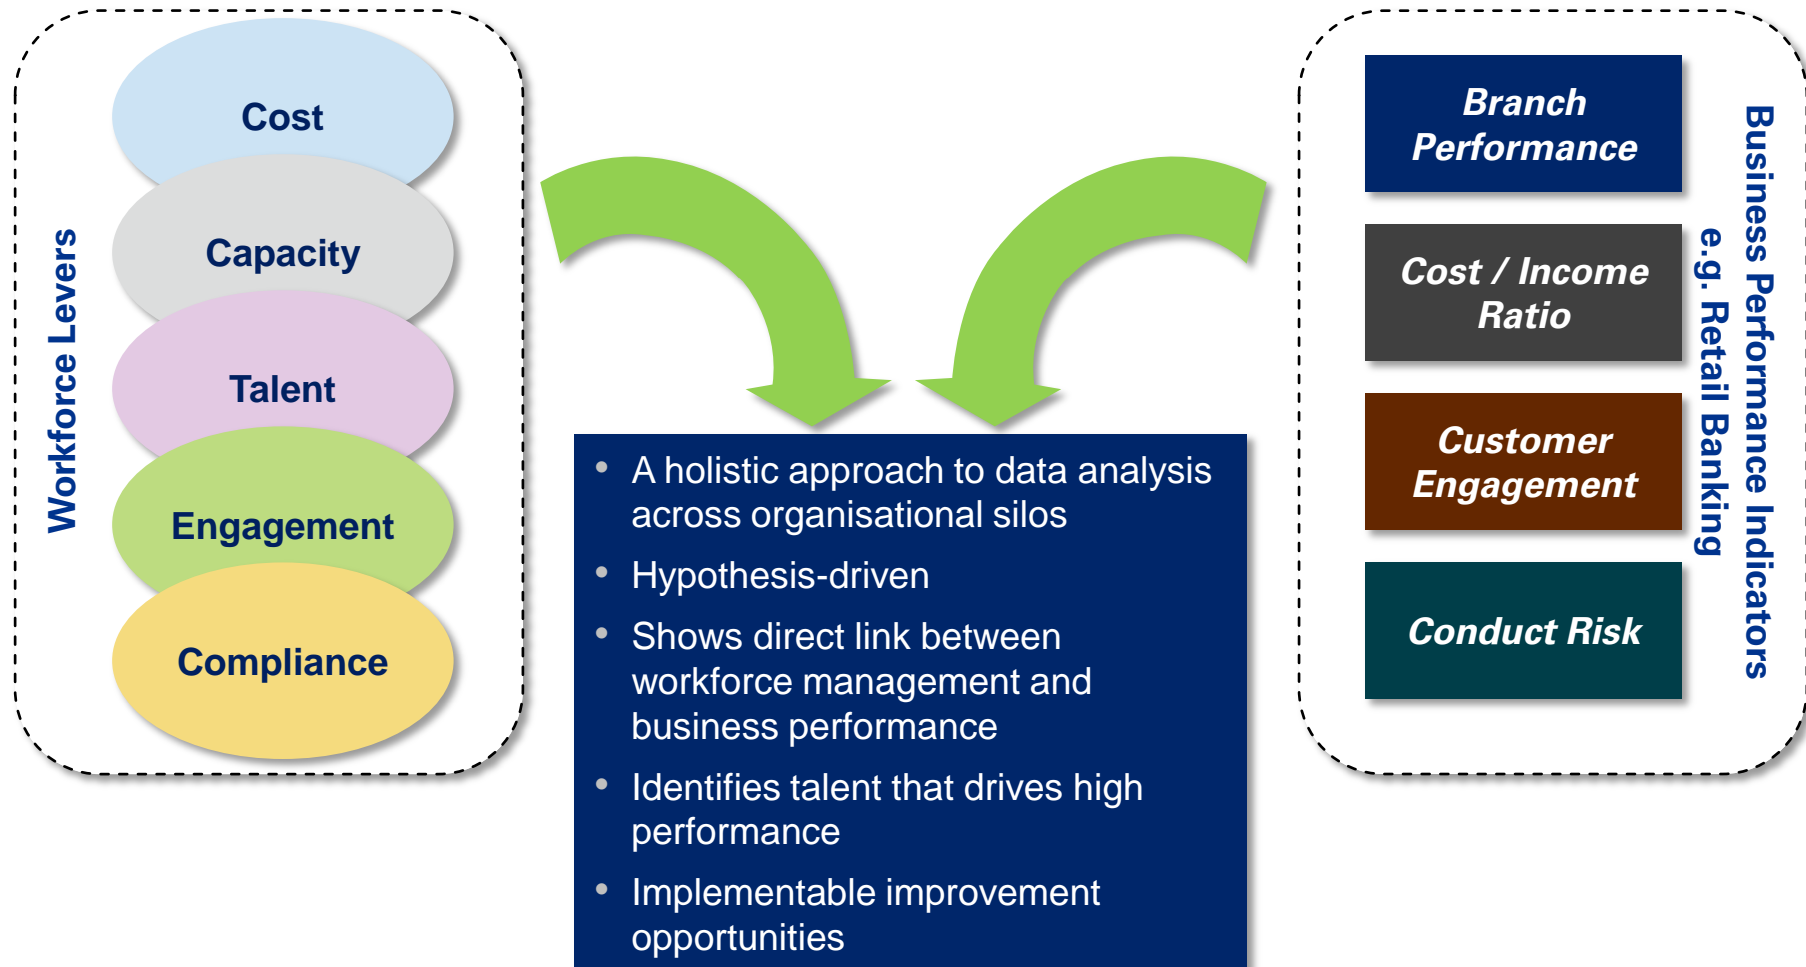 Workforce Levers
Cost
Capacity
Talent
Engagement
Compliance
• A holistic approach to data analysis
across organisational silos
• Hypothesis-driven
• Shows direct link between
workforce management and
business performance
• Identifies talent that drives high
performance
• Implementable improvement
opportunities
Branch
Performance
Cost / Income
Ratio
Customer
Engagement
Conduct Risk
Business Performance Indicators
e.g. Retail Banking